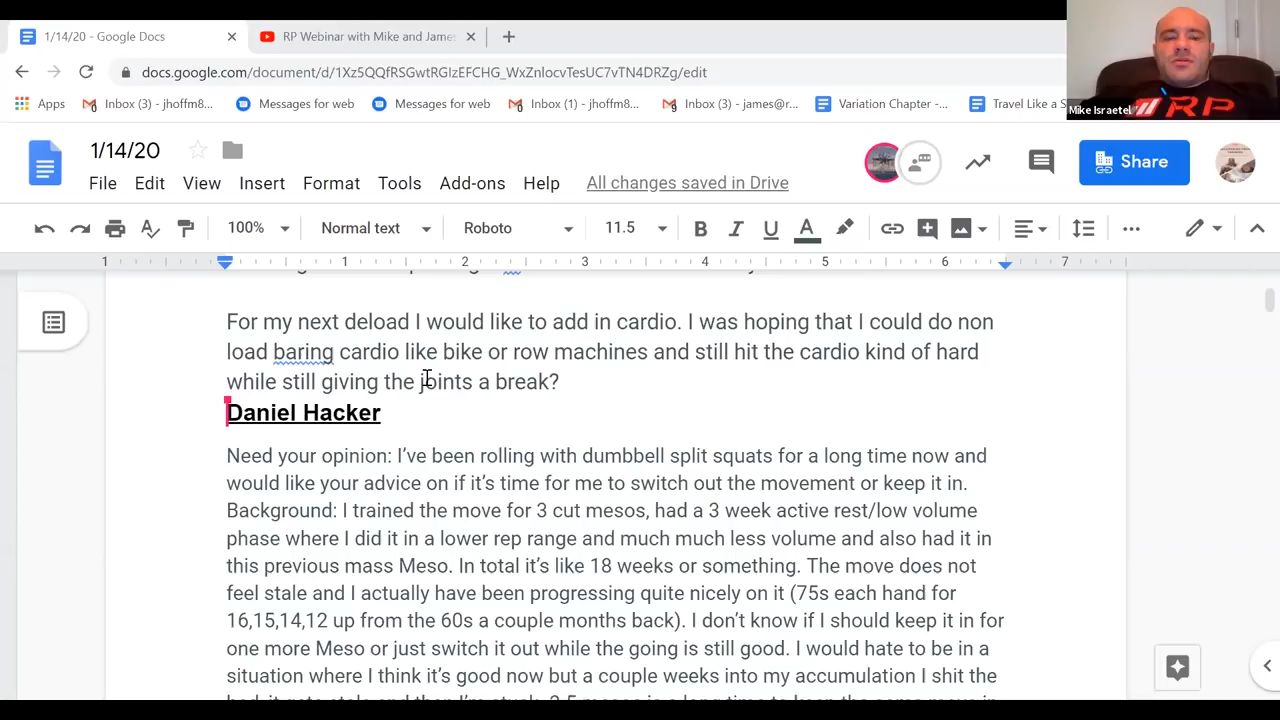 1/14/20 - Google Docs
RP Webinar with Mike and James
docs.google.com/document/d/1Xz5QQfRSGwtRGIzEFCHG_WxZnlocvTesUC7vTN4DRZg/edit
Apps Inbox (3) - jhoffm8... Messages for web Messages for web Inbox (1) - jhoffm8... Inbox (2) - james@r... Variation Chapter -... Travel Like a S
Mike Israetel
RP
1/14/20
File Edit View Insert Format Tools Add-ons Help All changes saved in Drive
Share
100% Normal text Roboto 11.5 B I U A
1 1 2 3 4 5 6 7
For my next deload I would like to add in cardio. I was hoping that I could do non
load baring cardio like bike or row machines and still hit the cardio kind of hard
while still giving the joints a break?
Daniel Hacker
Need your opinion: I've been rolling with dumbbell split squats for a long time now and
would like your advice on if it's time for me to switch out the movement or keep it in.
Background: I trained the move for 3 cut mesos, had a 3 week active rest/low volume
phase where I did it in a lower rep range and much much less volume and also had it in
this previous mass Meso. In total it's like 18 weeks or something. The move does not
feel stale and I actually have been progressing quite nicely on it (75s each hand for
16,15,14,12 up from the 60s a couple months back). I don't know if I should keep it in for
one more Meso or just switch it out while the going is still good. I would hate to be in a
situation where I think it's good now but a couple weeks into my accumulation I shit the